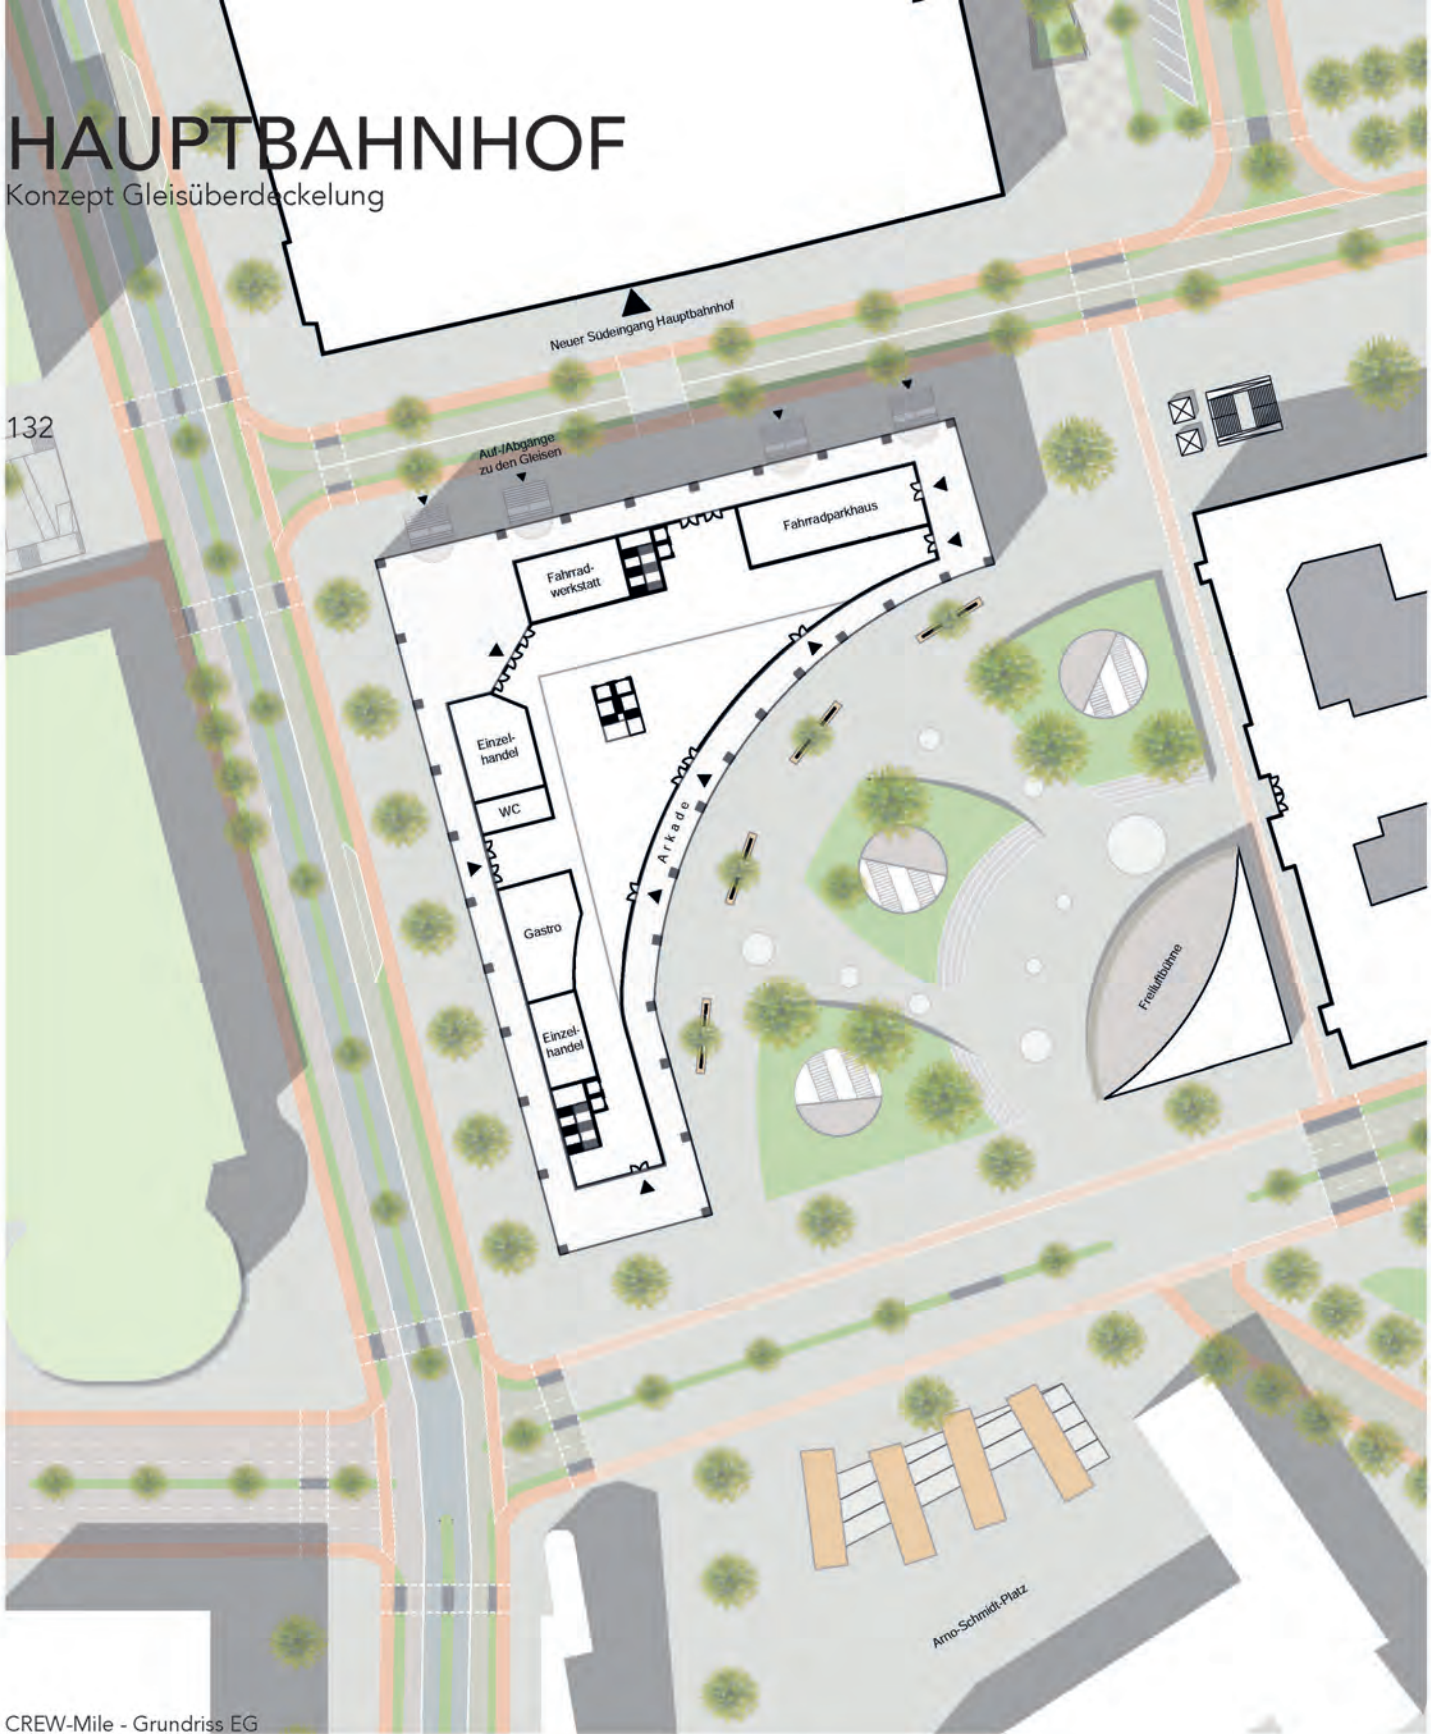 HAUPTBAHNHOF
Konzept Gleisüberdeckelung
Neuer Südeingang Hauptbahnhof
132
Auf-/Abgänge
zu den Gleisen
Fahrradparkhaus
Fahrrad-
werkstatt
Einzel-
handel
WC
Arkade
Gastro
Freiluftbühne
Einzel-
handel
Arno-Schmidt-Platz
CREW-Mile - Grundriss EG